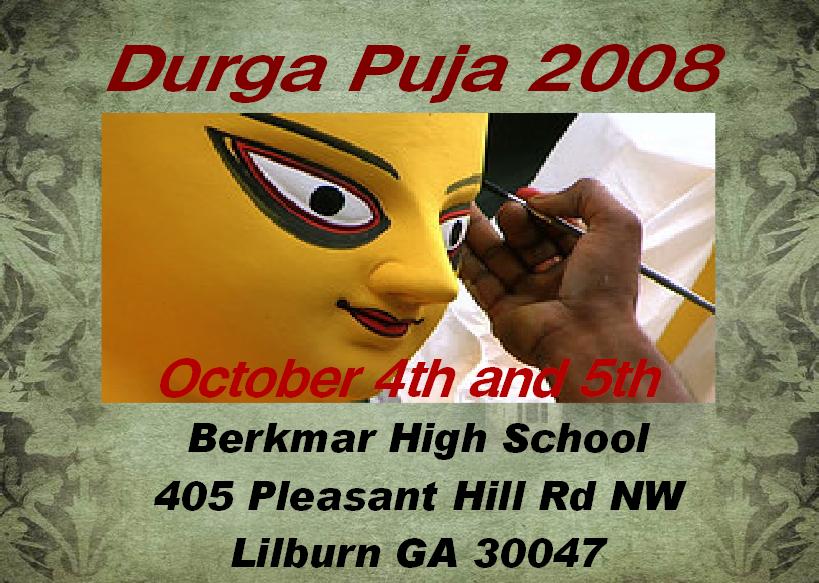 Durga Puja 2008
October 4th and 5th
Berkmar High School
405 Pleasant Hill Rd NW
Lilburn GA 30047